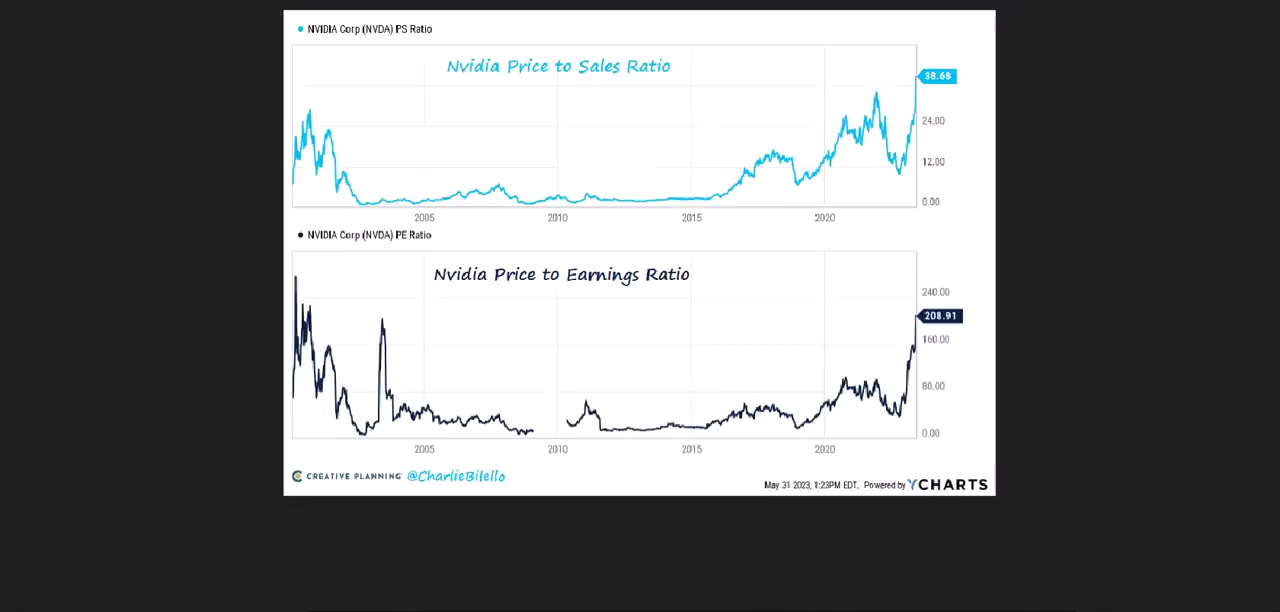 NVIDIA Corp (NVDA) PS Ratio
Nvidia Price to Sales Ratio
38.68
24.00
12.00
0.00
2005 2010 2015 2020
NVIDIA Corp (NVDA) PE Ratio
Nvidia Price to Earnings Ratio
240.00
208.91
160.00
80.00
0.00
2005 2010 2015 2020
CREATIVE PLANNING @CharlieBilello
May 31 2023, 1:23PM EDT. Powered by YCHARTS